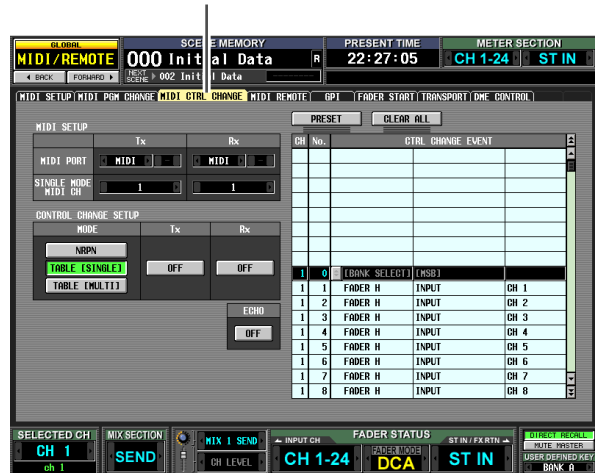 GLOBAL
MIDI/REMOTE
BACK
FORWARD
SCENE MEMORY
000 Initial Data
R
NEXT SCENE
002 Initial Data
PRESENT TIME
22:27:05
METER SECTION
CH 1-24
ST IN
MIDI SETUP
MIDI PGM CHANGE
MIDI CTRL CHANGE
MIDI REMOTE
GPI
FADER START
TRANSPORT
DME CONTROL
MIDI SETUP
Tx
Rx
MIDI PORT
MIDI
-
MIDI
-
SINGLE MODE MIDI CH
1
1
CONTROL CHANGE SETUP
MODE
Tx
Rx
NRPN
TABLE [SINGLE]
TABLE [MULTI]
OFF
OFF
ECHO
OFF
PRESET
CLEAR ALL
CH No. CTRL CHANGE EVENT
1 0 [BANK SELECT] [MSB]
1 1 FADER H INPUT CH 1
1 2 FADER H INPUT CH 2
1 3 FADER H INPUT CH 3
1 4 FADER H INPUT CH 4
1 5 FADER H INPUT CH 5
1 6 FADER H INPUT CH 6
1 7 FADER H INPUT CH 7
1 8 FADER H INPUT CH 8
SELECTED CH
CH 1
ch 1
MIX SECTION
SEND
MIX 1 SEND
CH LEVEL
FADER STATUS
INPUT CH
CH 1-24
FADER MODE
DCA
ST IN / FX RTN
ST IN
DIRECT RECALL
MUTE MASTER
USER DEFINED KEY
BANK A